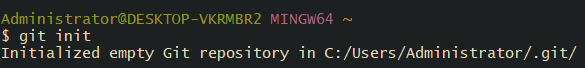 Administrator@DESKTOP-VKRMBR2 MINGW64 ~
$ git init
Initialized empty Git repository in C:/Users/Administrator/.git/